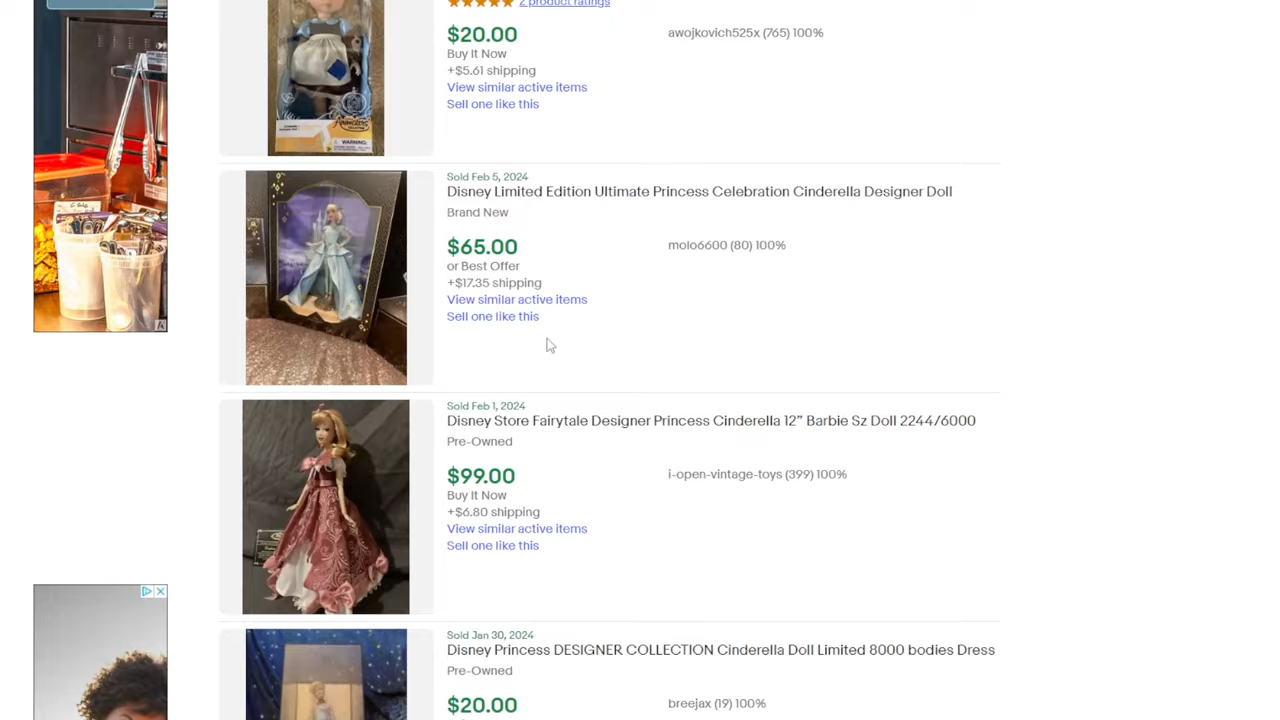 2 product ratings
$20.00
awojkovich525x (765) 100%
Buy It Now
+$5.61 shipping
View similar active items
Sell one like this
Animators'
WARNING
Sold Feb 5, 2024
Disney Limited Edition Ultimate Princess Celebration Cinderella Designer Doll
Brand New
$65.00
molo6600 (80) 100%
or Best Offer
+$17.35 shipping
View similar active items
Sell one like this
Sold Feb 1, 2024
Disney Store Fairytale Designer Princess Cinderella 12” Barbie Sz Doll 2244/6000
Pre-Owned
$99.00
i-open-vintage-toys (399) 100%
Buy It Now
+$6.80 shipping
View similar active items
Sell one like this
Sold Jan 30, 2024
Disney Princess DESIGNER COLLECTION Cinderella Doll Limited 8000 bodies Dress
Pre-Owned
$20.00
breejax (19) 100%